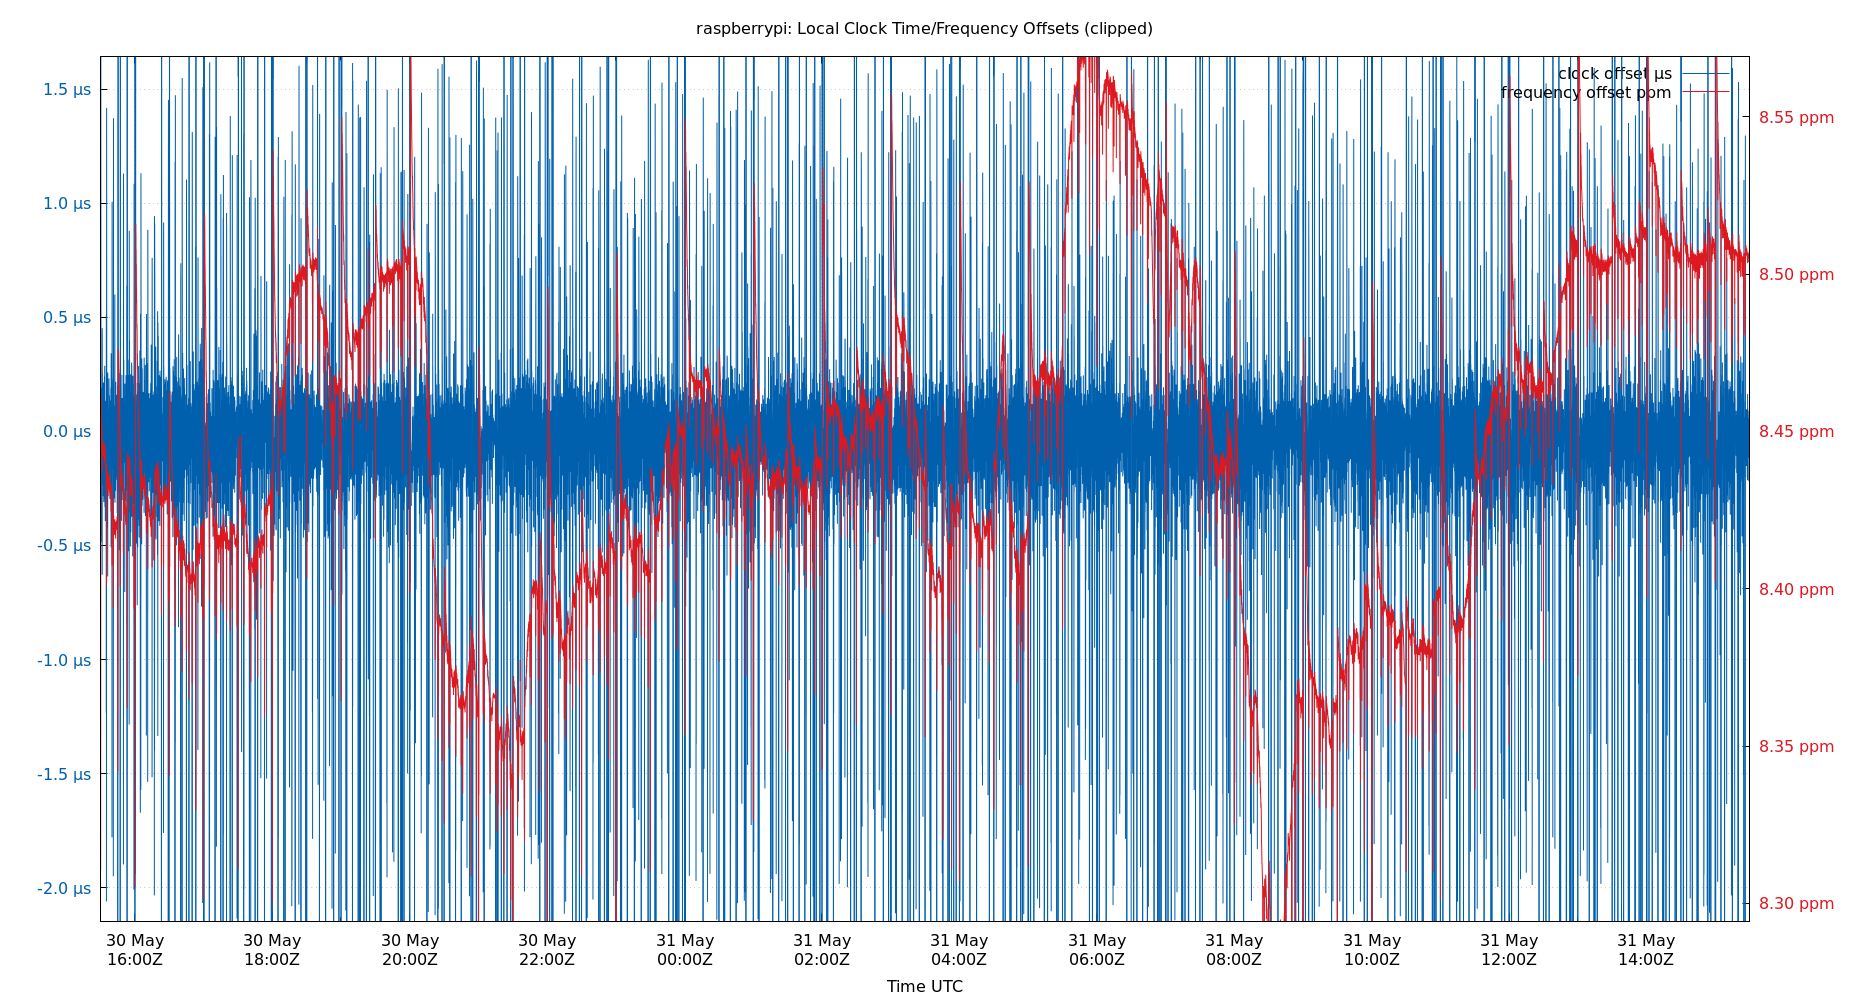 raspberrypi: Local Clock Time/Frequency Offsets (clipped)
clock offset µs
frequency offset ppm
1.5 µs
1.0 µs
0.5 µs
0.0 µs
-0.5 µs
-1.0 µs
-1.5 µs
-2.0 µs
8.55 ppm
8.50 ppm
8.45 ppm
8.40 ppm
8.35 ppm
8.30 ppm
30 May 30 May 30 May 30 May 31 May 31 May 31 May 31 May 31 May 31 May 31 May 31 May
16:00Z 18:00Z 20:00Z 22:00Z 00:00Z 02:00Z 04:00Z 06:00Z 08:00Z 10:00Z 12:00Z 14:00Z
Time UTC